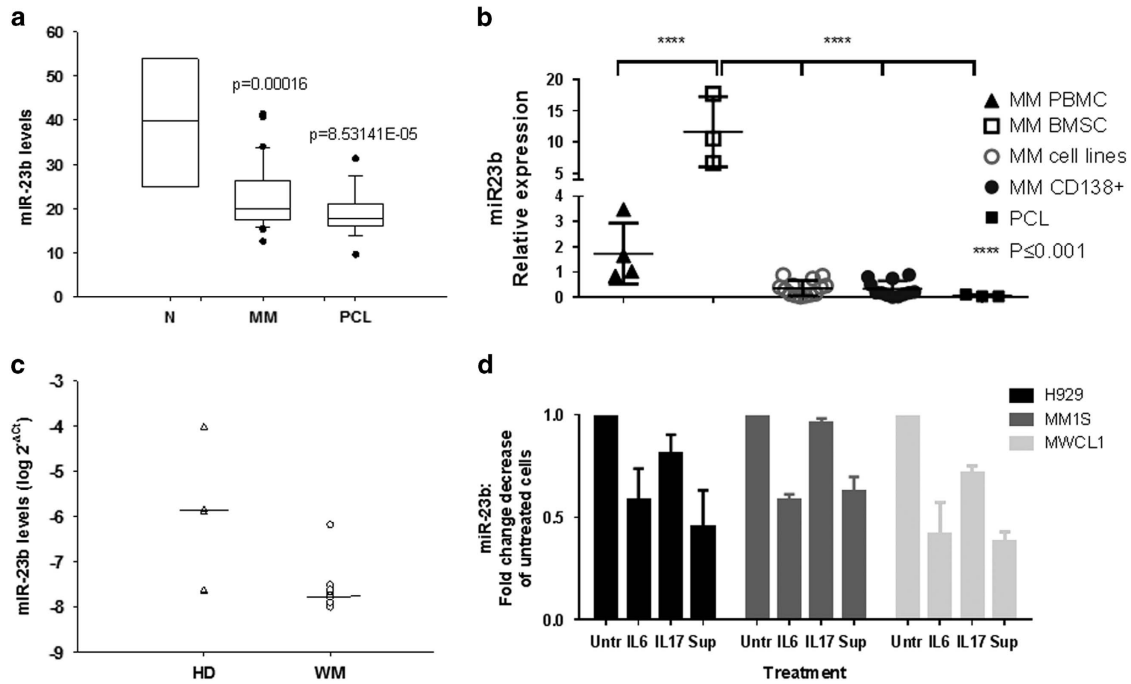 a
mIR-23b levels
60
50
40
30
20
10
0
p=0.00016
p=8.53141E-05
N MM PCL
b
miR23b
Relative expression
20
15
10
5
4
3
2
1
0
**** ****
MM PBMC
MM BMSC
MM cell lines
MM CD138+
PCL
**** P≤0.001
c
mIR-23b levels (log 2-ΔCt)
-3
-4
-5
-6
-7
-8
-9
HD WM
d
miR-23b:
Fold change decrease
of untreated cells
1.0
0.5
0.0
H929
MM1S
MWCL1
Untr IL6 IL17 Sup Untr IL6 IL17 Sup Untr IL6 IL17 Sup
Treatment